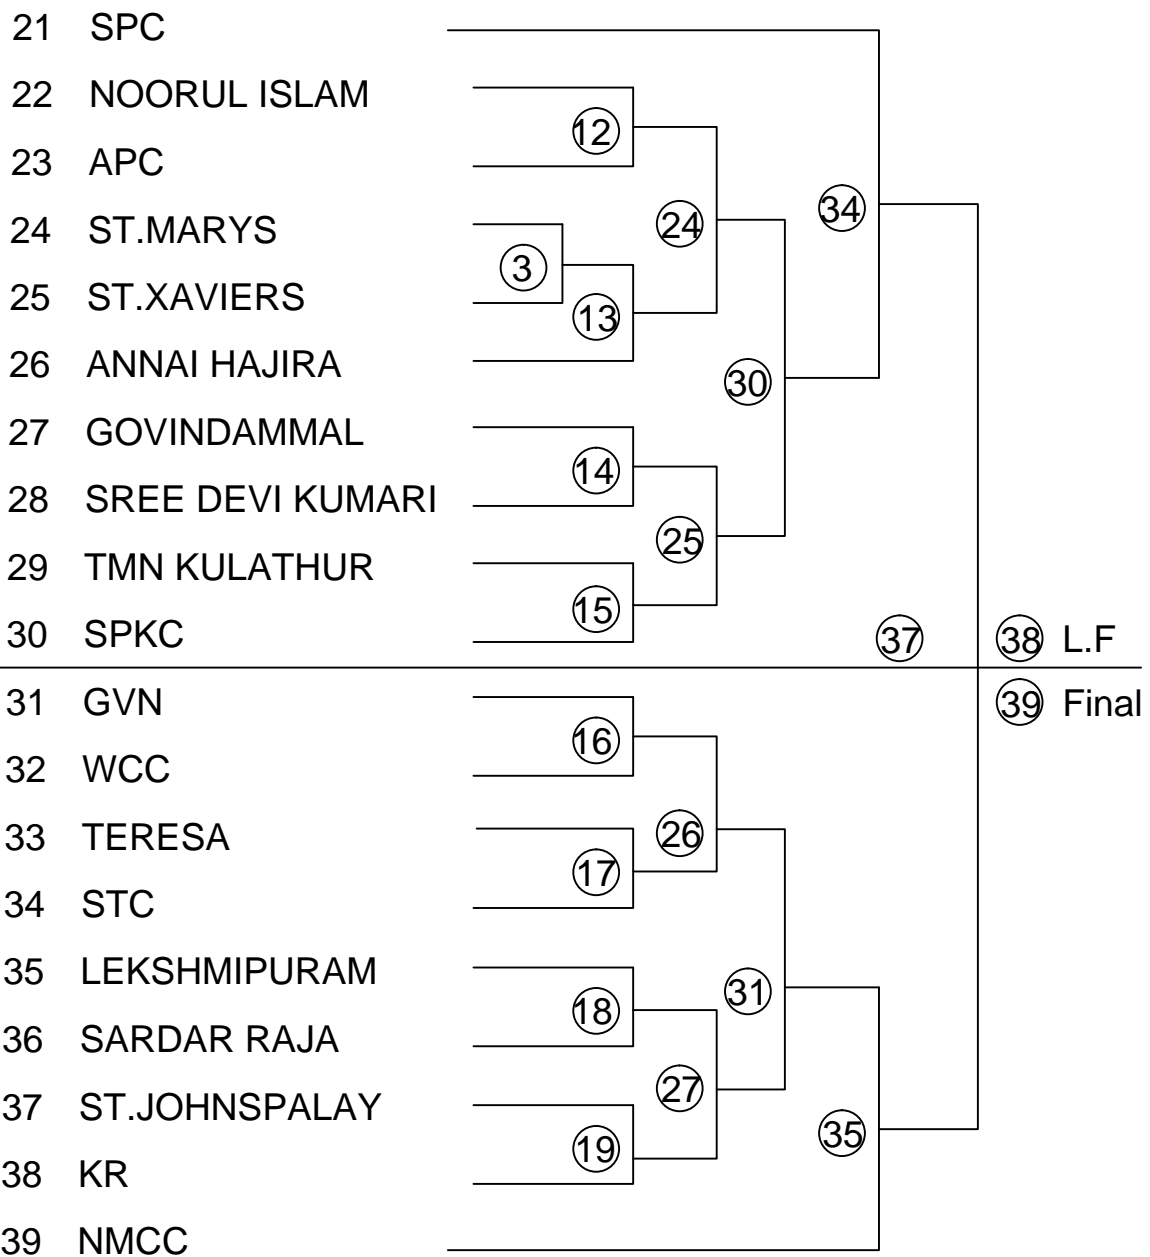 21 SPC
22 NOORUL ISLAM
12
23 APC
34
24 ST.MARYS
24
3
25 ST.XAVIERS
13
26 ANNAI HAJIRA
30
27 GOVINDAMMAL
14
28 SREE DEVI KUMARI
25
29 TMN KULATHUR
15
30 SPKC
37 38 L.F
31 GVN
39 Final
16
32 WCC
33 TERESA
26
17
34 STC
35 LEKSHMIPURAM
31
18
36 SARDAR RAJA
27
37 ST.JOHNSPALAY
35
19
38 KR
39 NMCC